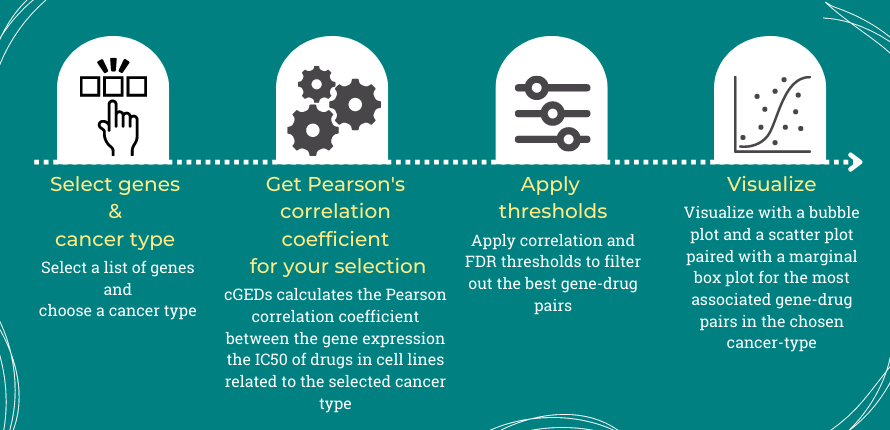 Select genes
&
cancer type
Select a list of genes
and
choose a cancer type
Get Pearson's
correlation
coefficient
for your selection
cGEDs calculates the Pearson
correlation coefficient
between the gene expression
the IC50 of drugs in cell lines
related to the selected cancer
type
Apply
thresholds
Apply correlation and
FDR thresholds to filter
out the best gene-drug
pairs
Visualize
Visualize with a bubble
plot and a scatter plot
paired with a marginal
box plot for the most
associated gene-drug
pairs in the chosen
cancer-type